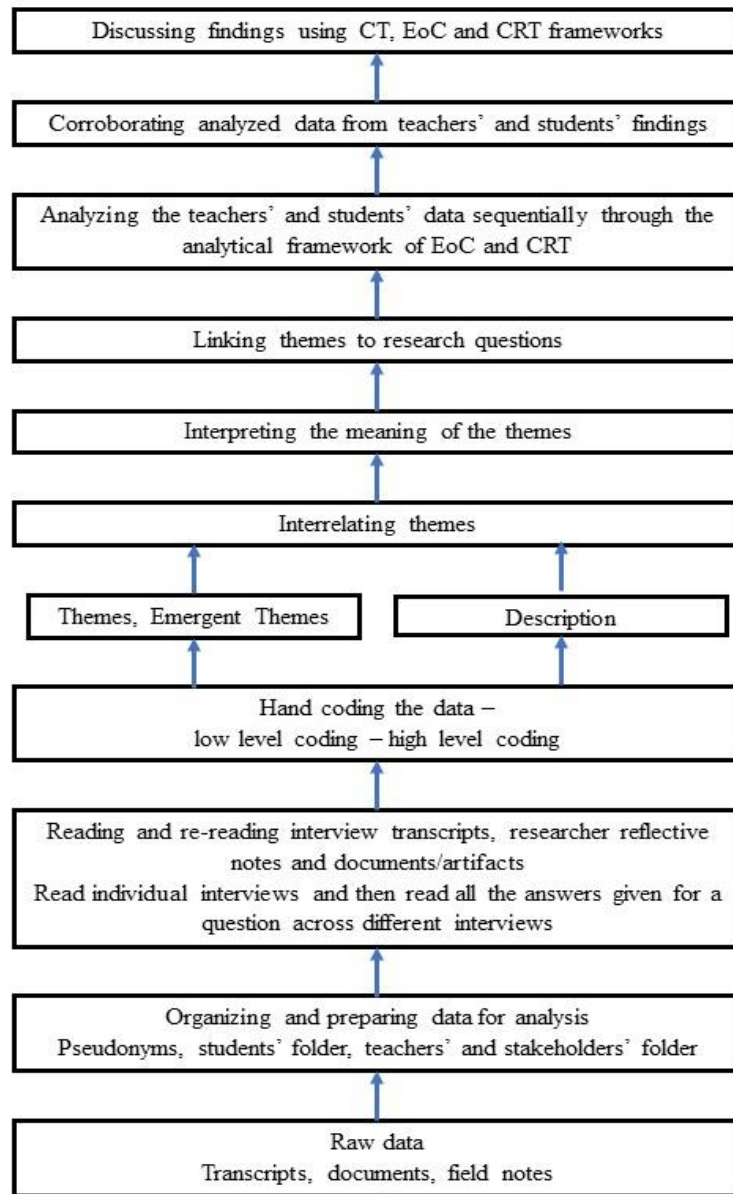 Discussing findings using CT, EoC and CRT frameworks
Corroborating analyzed data from teachers’ and students’ findings
Analyzing the teachers’ and students’ data sequentially through the
analytical framework of EoC and CRT
Linking themes to research questions
Interpreting the meaning of the themes
Interrelating themes
Themes, Emergent Themes
Description
Hand coding the data –
low level coding – high level coding
Reading and re-reading interview transcripts, researcher reflective
notes and documents/artifacts
Read individual interviews and then read all the answers given for a
question across different interviews
Organizing and preparing data for analysis
Pseudonyms, students’ folder, teachers’ and stakeholders’ folder
Raw data
Transcripts, documents, field notes